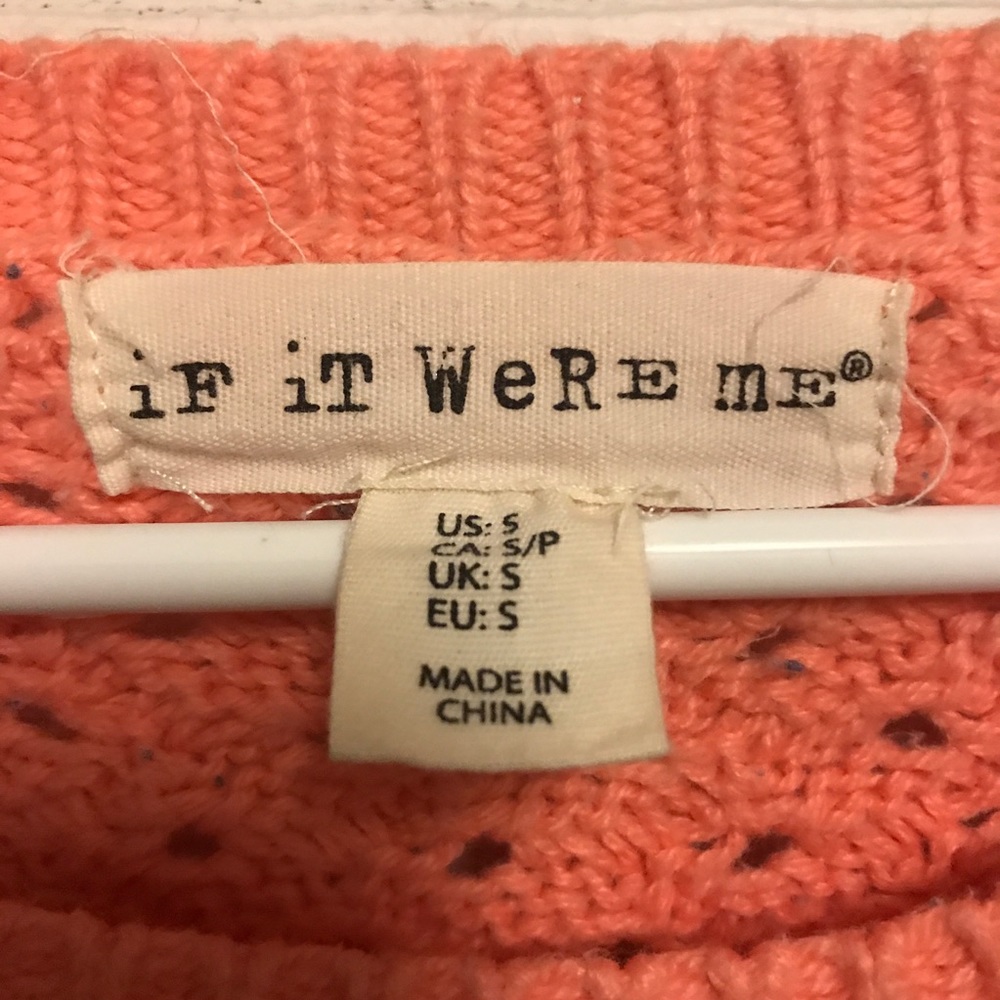 iF iT WeRE mE®
US: S
CA: S/P
UK: S
EU: S
MADE IN
CHINA